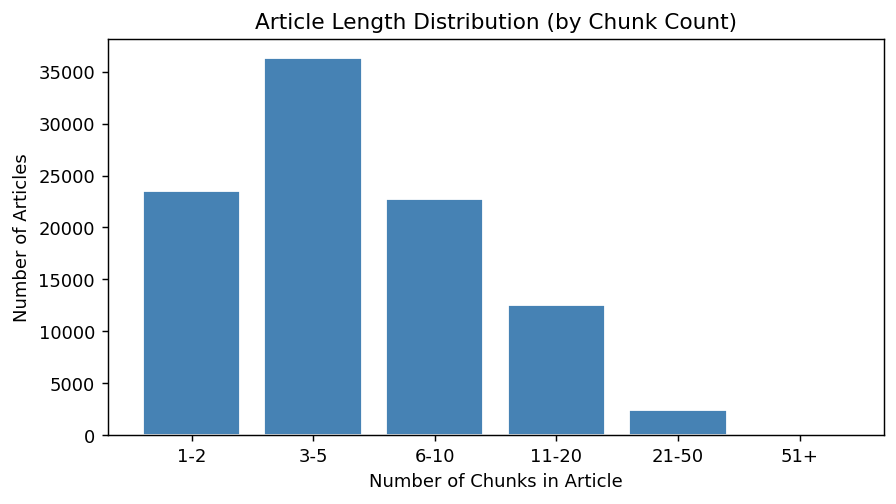 Article Length Distribution (by Chunk Count)
Number of Articles
35000
30000
25000
20000
15000
10000
5000
0
1-2 3-5 6-10 11-20 21-50 51+
Number of Chunks in Article